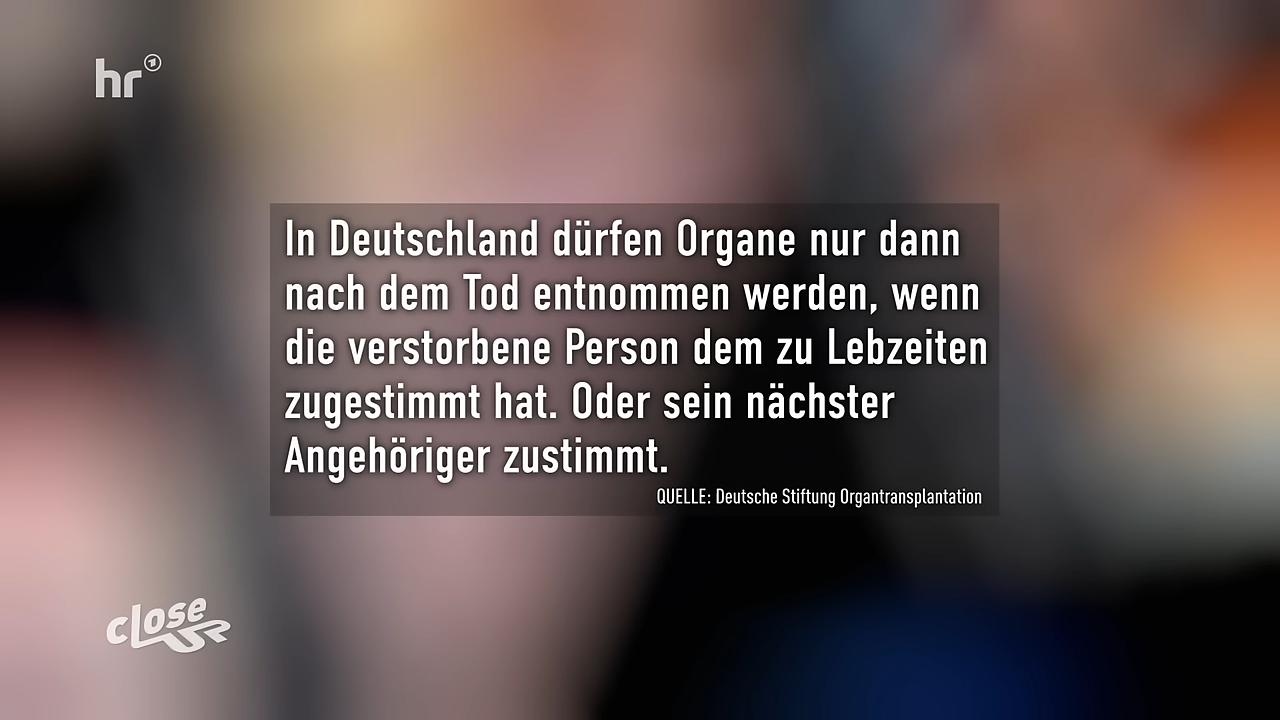 hr
In Deutschland dürfen Organe nur dann
nach dem Tod entnommen werden, wenn
die verstorbene Person dem zu Lebzeiten
zugestimmt hat. Oder sein nächster
Angehöriger zustimmt.
QUELLE: Deutsche Stiftung Organtransplantation
close